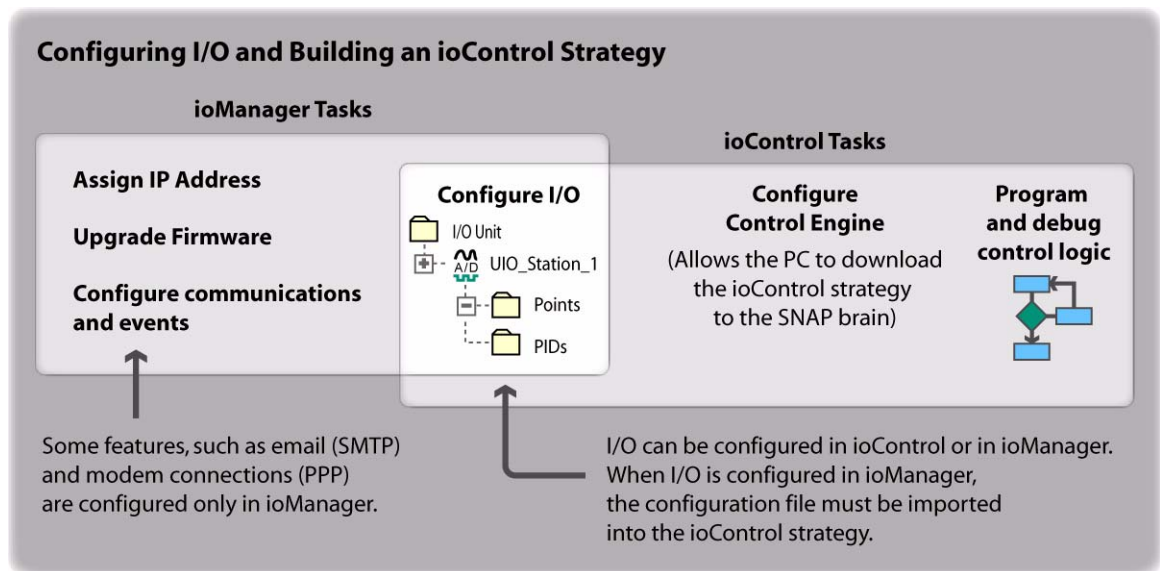 Configuring I/O and Building an ioControl Strategy
ioManager Tasks
Assign IP Address
Upgrade Firmware
Configure communications
and events
Configure I/O
I/O Unit
A/D
UIO_Station_1
Points
PIDs
ioControl Tasks
Configure
Control Engine
(Allows the PC to download
the ioControl strategy
to the SNAP brain)
Program
and debug
control logic
Some features, such as email (SMTP)
and modem connections (PPP)
are configured only in ioManager.
I/O can be configured in ioControl or in ioManager.
When I/O is configured in ioManager,
the configuration file must be imported
into the ioControl strategy.